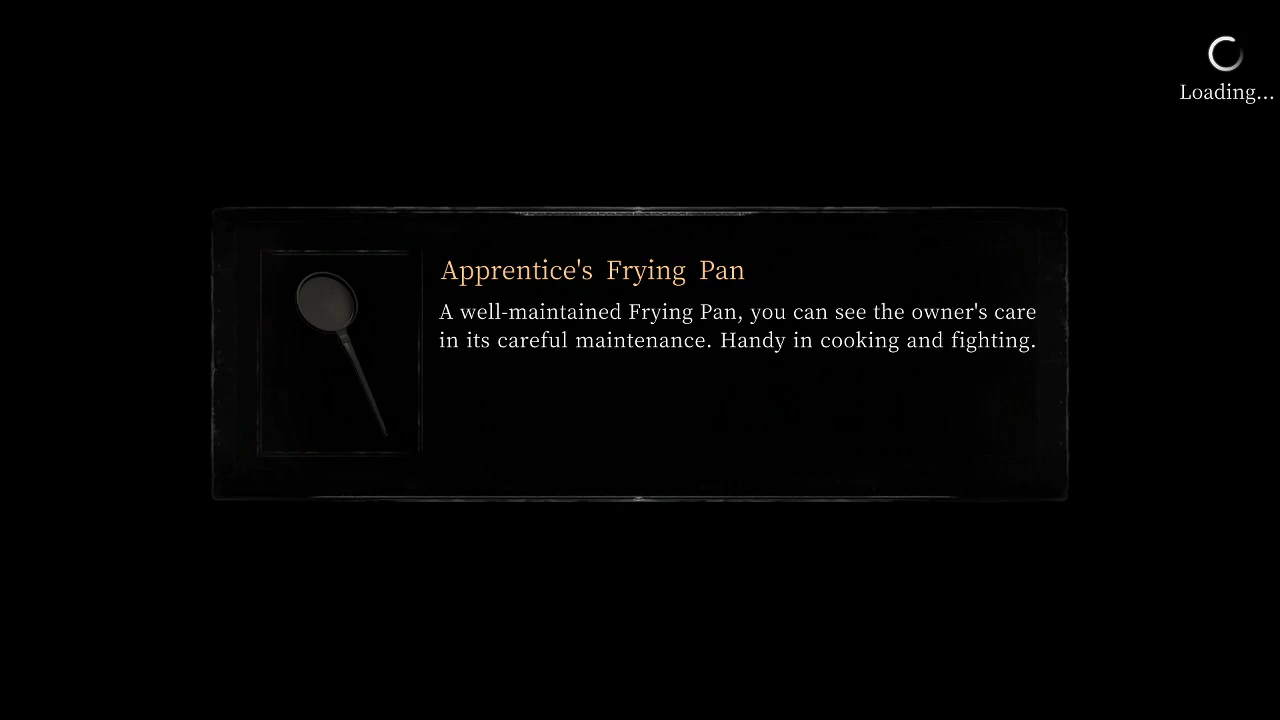 Loading...
Apprentice's Frying Pan
A well-maintained Frying Pan, you can see the owner's care
in its careful maintenance. Handy in cooking and fighting.